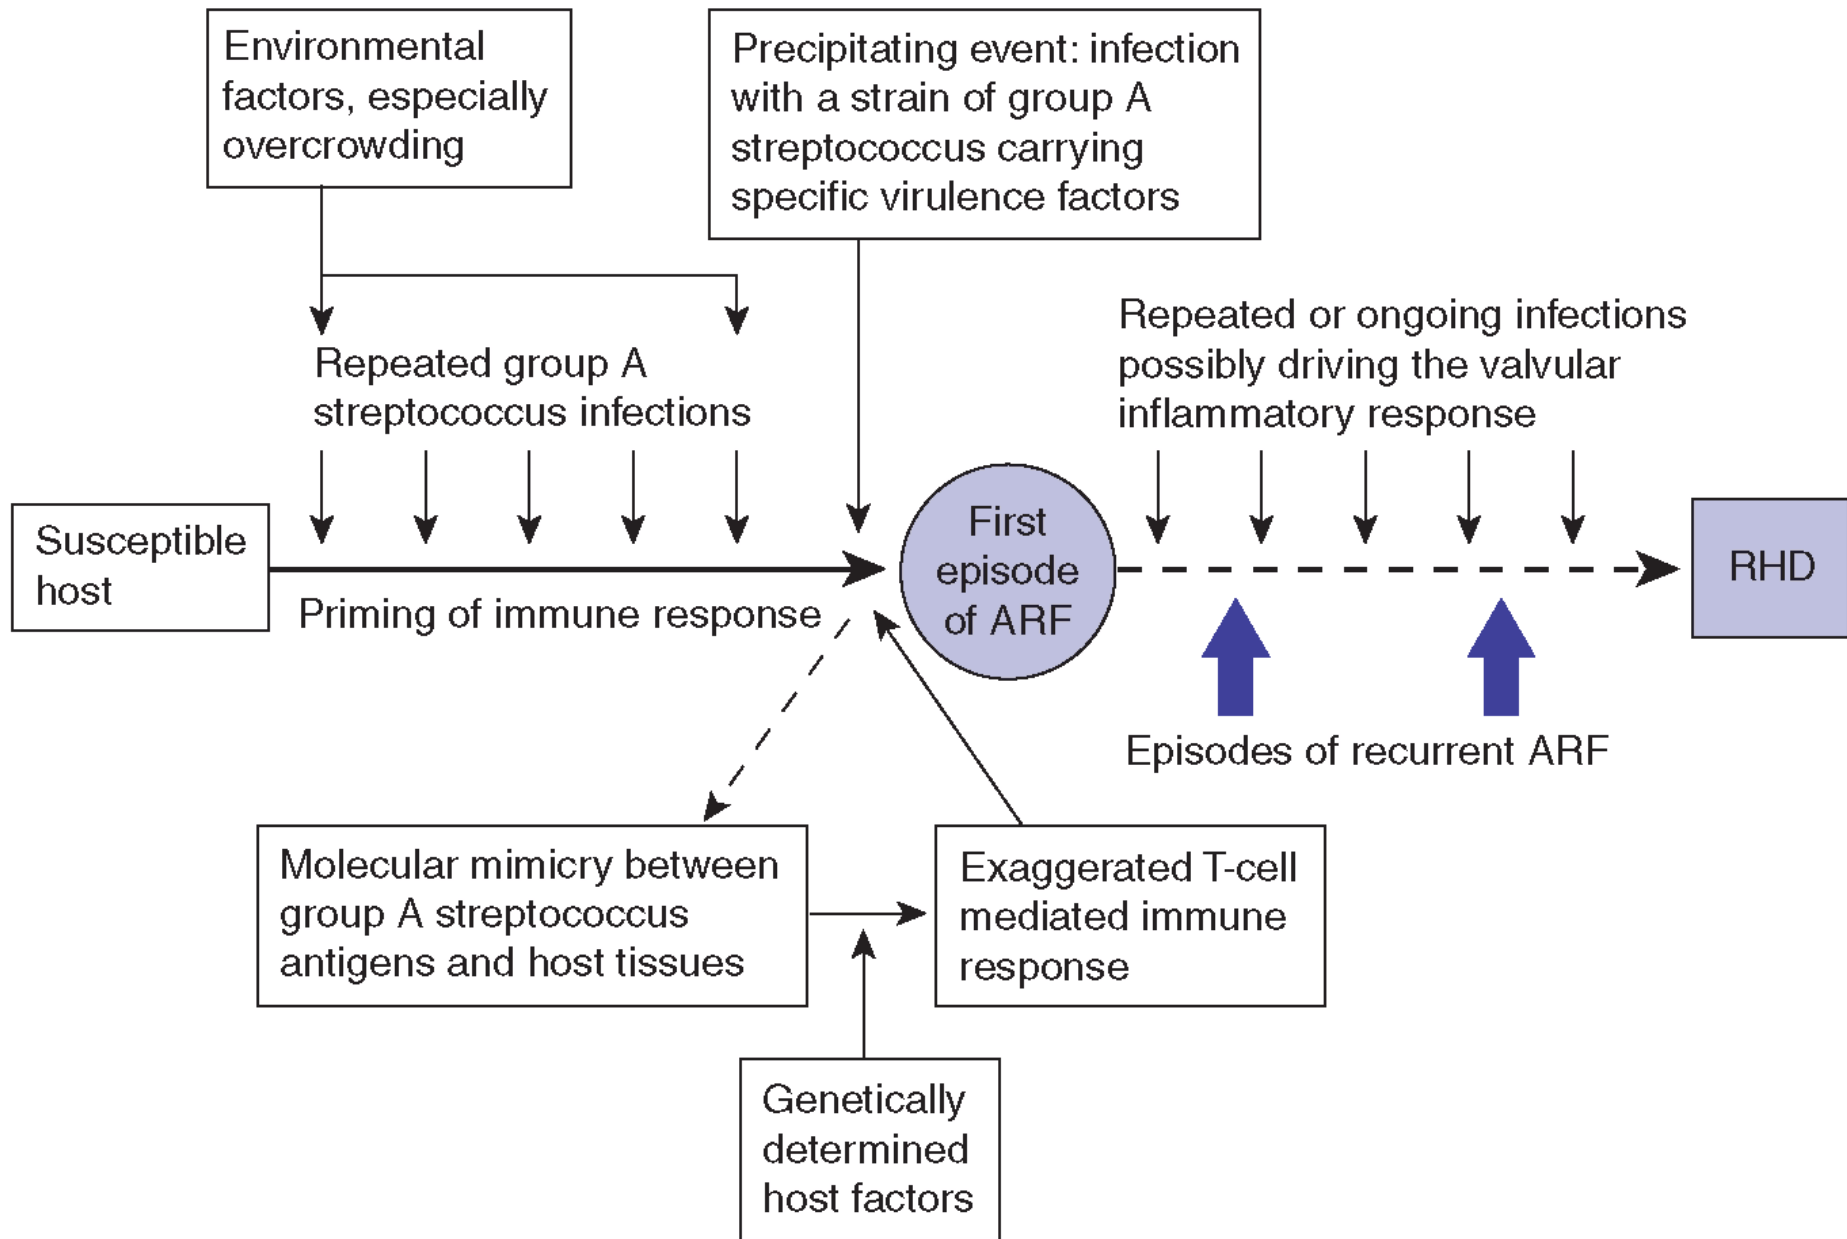 Environmental
factors, especially
overcrowding
Precipitating event: infection
with a strain of group A
streptococcus carrying
specific virulence factors
Repeated group A
streptococcus infections
Repeated or ongoing infections
possibly driving the valvular
inflammatory response
Susceptible
host
Priming of immune response
First
episode
of ARF
RHD
Episodes of recurrent ARF
Molecular mimicry between
group A streptococcus
antigens and host tissues
Exaggerated T-cell
mediated immune
response
Genetically
determined
host factors